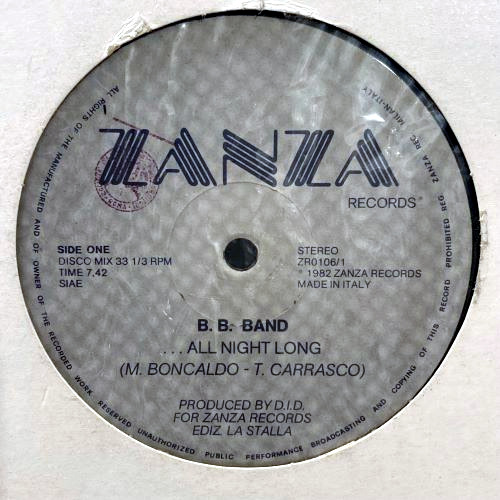 ZANZA
RECORDS®
SIDE ONE
DISCO MIX 33 1/3 RPM
TIME 7,42
SIAE
STEREO
ZR0106/1
℗ 1982 ZANZA RECORDS
MADE IN ITALY
B. B. BAND
. . . ALL NIGHT LONG
(M. BONCALDO - T. CARRASCO)
PRODUCED BY D.I.D.
FOR ZANZA RECORDS
EDIZ. LA STALLA
ALL RIGHTS OF THE MANUFACTURED AND OF OWNER OF THE RECORDED WORK RESERVED UNAUTHORIZED PUBLIC PERFORMANCE BROADCASTING AND COPYING OF THIS RECORD PROHIBITED REG ZANZA REC MILAN-ITALY